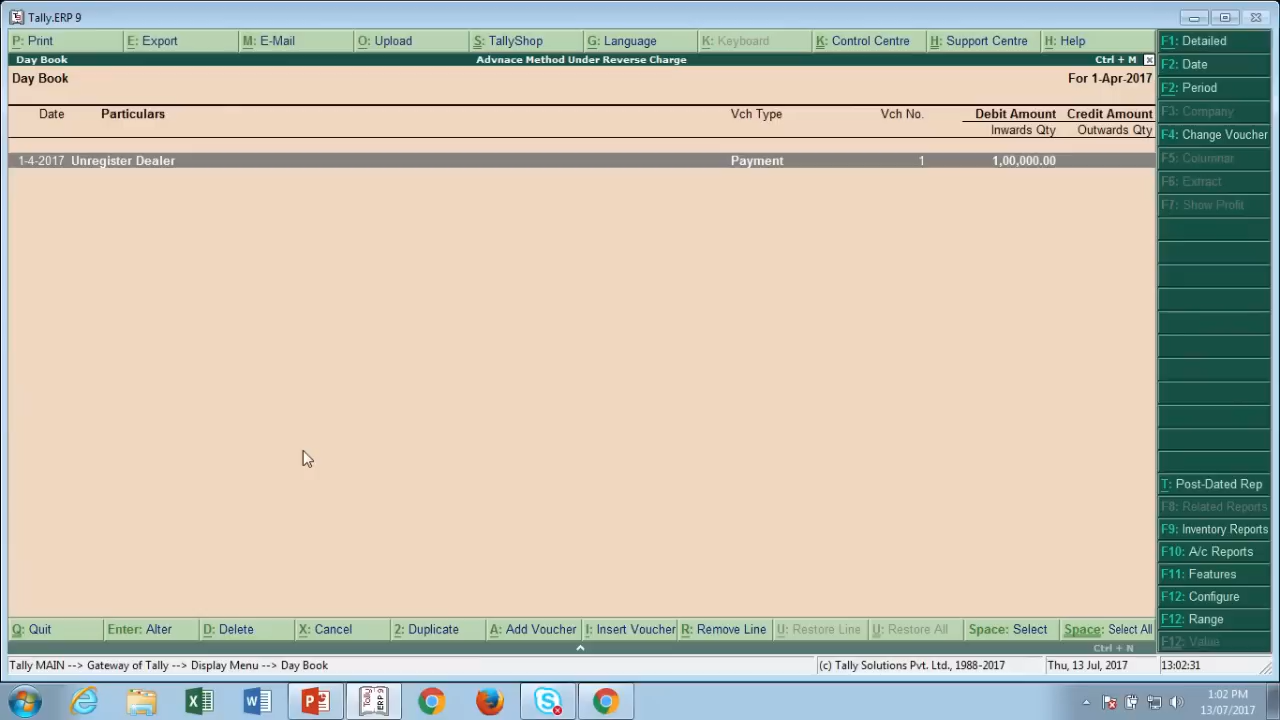 Tally.ERP 9
P: Print E: Export M: E-Mail O: Upload S: TallyShop G: Language K: Keyboard K: Control Centre H: Support Centre H: Help
Day Book Advnace Method Under Reverse Charge Ctrl + M
Day Book For 1-Apr-2017
Date Particulars Vch Type Vch No. Debit Amount Credit Amount
Inwards Qty Outwards Qty
1-4-2017 Unregister Dealer Payment 1 1,00,000.00
F1: Detailed
F2: Date
F2: Period
F3: Company
F4: Change Voucher
F5: Columnar
F6: Extract
F7: Show Profit
T: Post-Dated Rep
F8: Related Reports
F9: Inventory Reports
F10: A/c Reports
F11: Features
F12: Configure
F12: Range
F12: Value
Q: Quit Enter: Alter D: Delete X: Cancel 2: Duplicate A: Add Voucher I: Insert Voucher R: Remove Line U: Restore Line U: Restore All Space: Select Space: Select All
Ctrl + N
Tally MAIN --> Gateway of Tally --> Display Menu --> Day Book (c) Tally Solutions Pvt. Ltd., 1988-2017 Thu, 13 Jul, 2017 13:02:31
1:02 PM
13/07/2017